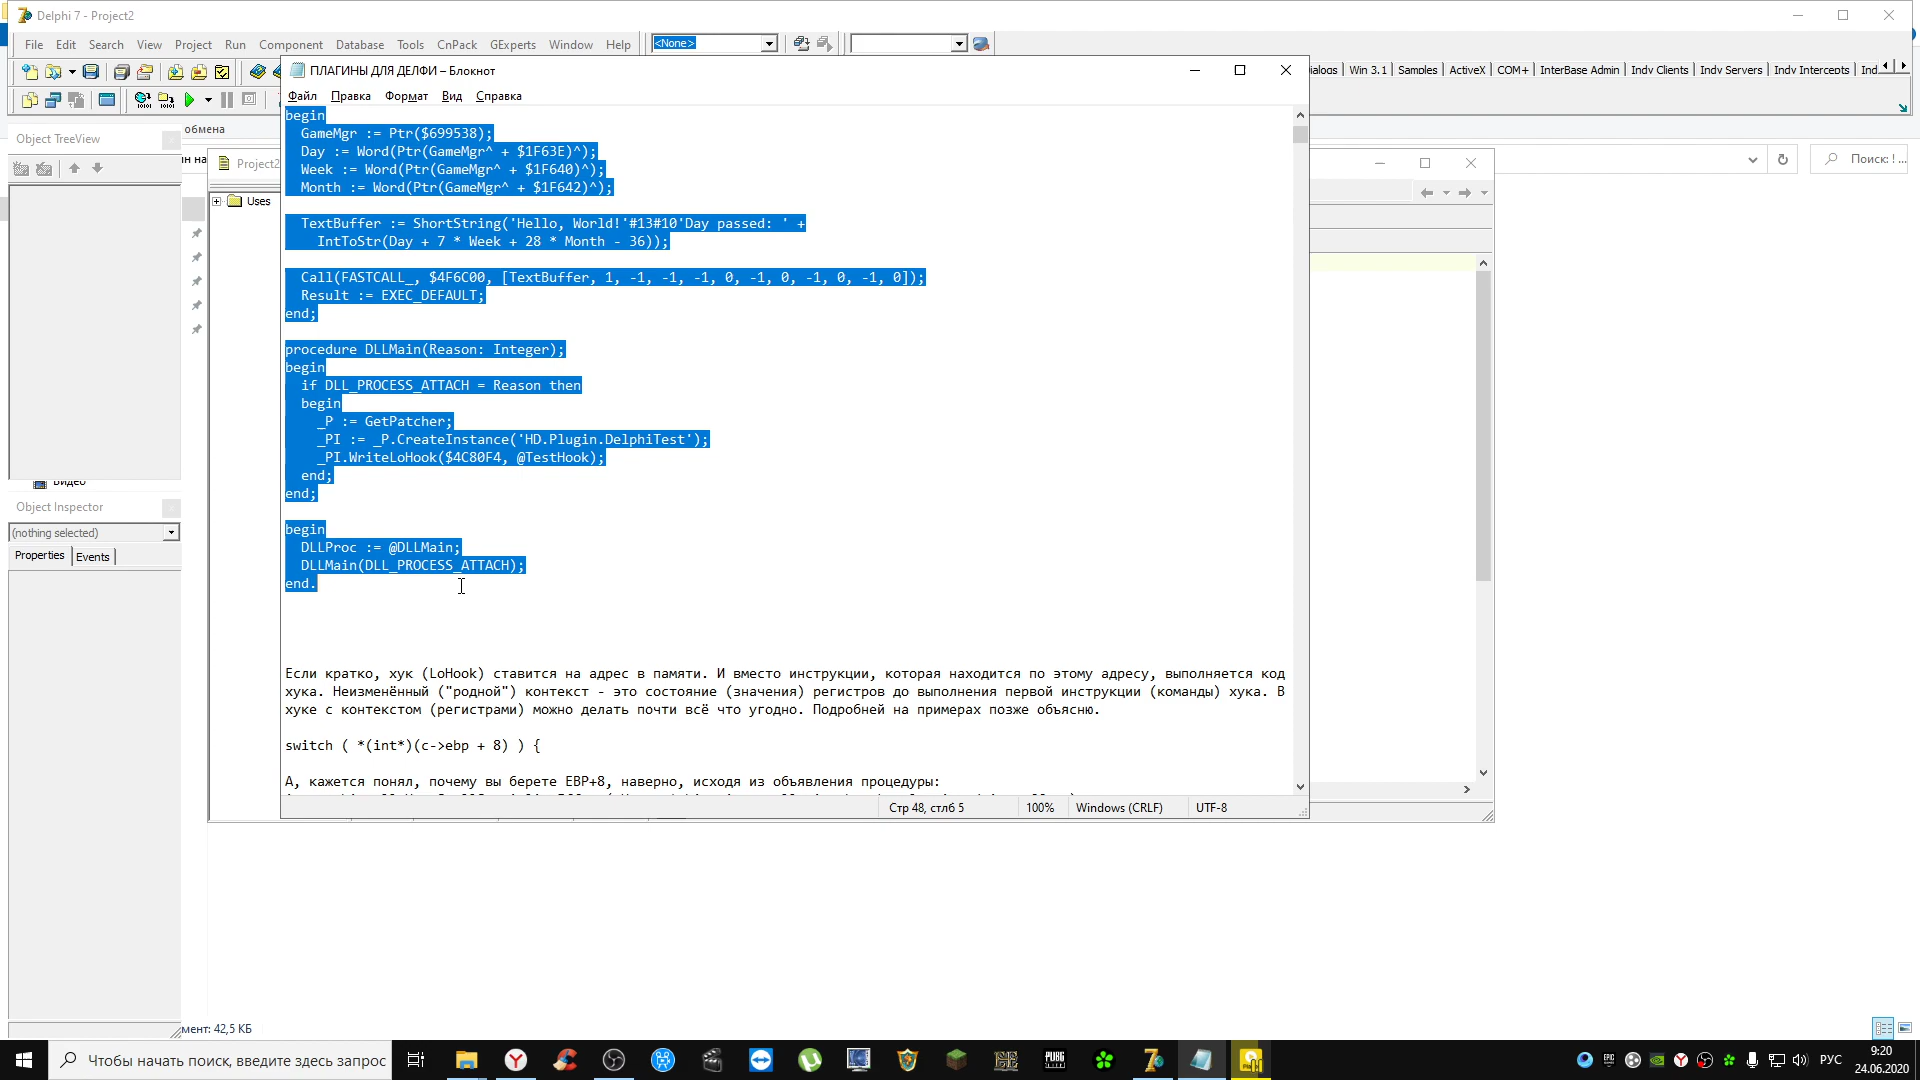 Delphi 7 - Project2
File Edit Search View Project Run Component Database Tools CnPack GExperts Window Help
<None>
ialogs Win 3.1 Samples ActiveX COM+ InterBase Admin Indy Clients Indy Servers Indy Intercepts Ind
ПЛАГИНЫ ДЛЯ ДЕЛФИ – Блокнот
Файл Правка Формат Вид Справка
обмена
Object TreeView
Project2
Поиск: ! ...
Uses
begin
GameMgr := Ptr($699538);
Day := Word(Ptr(GameMgr^ + $1F63E)^);
Week := Word(Ptr(GameMgr^ + $1F640)^);
Month := Word(Ptr(GameMgr^ + $1F642)^);
TextBuffer := ShortString('Hello, World!'#13#10'Day passed: ' +
IntToStr(Day + 7 * Week + 28 * Month - 36));
Call(FASTCALL_, $4F6C00, [TextBuffer, 1, -1, -1, -1, 0, -1, 0, -1, 0, -1, 0]);
Result := EXEC_DEFAULT;
end;
procedure DLLMain(Reason: Integer);
begin
if DLL_PROCESS_ATTACH = Reason then
begin
_P := GetPatcher;
_PI := _P.CreateInstance('HD.Plugin.DelphiTest');
_PI.WriteLoHook($4C80F4, @TestHook);
end;
end;
begin
DLLProc := @DLLMain;
DLLMain(DLL_PROCESS_ATTACH);
end.
Если кратко, хук (LoHook) ставится на адрес в памяти. И вместо инструкции, которая находится по этому адресу, выполняется код
хука. Неизменённый ("родной") контекст - это состояние (значения) регистров до выполнения первой инструкции (команды) хука. В
хуке с контекстом (регистрами) можно делать почти всё что угодно. Подробней на примерах позже объясню.
switch ( *(int*)(c->ebp + 8) ) {
А, кажется понял, почему вы берете EBP+8, наверно, исходя из объявления процедуры:
Стр 48, стлб 5 100% Windows (CRLF) UTF-8
Видео
Object Inspector
(nothing selected)
Properties Events
мент: 42,5 КБ
Чтобы начать поиск, введите здесь запрос
PUBG
EPIC
РУС
9:20
24.06.2020